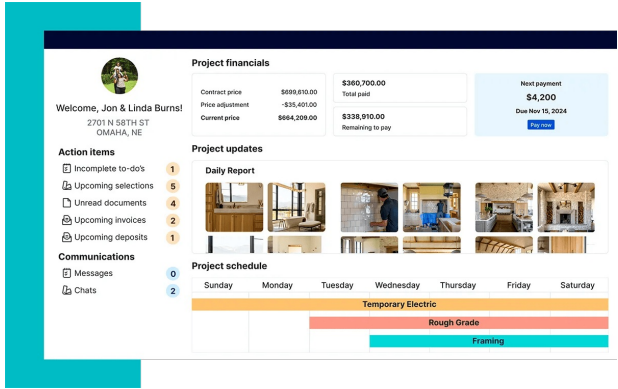 Project financials
Contract price $699,610.00
Price adjustment -$35,401.00
Current price $664,209.00
$360,700.00
Total paid
$338,910.00
Remaining to pay
Next payment
$4,200
Due Nov 15, 2024
Pay now
Welcome, Jon & Linda Burns!
2701 N 58TH ST
OMAHA, NE
Action items
Incomplete to-do's 1
Upcoming selections 5
Unread documents 4
Upcoming invoices 2
Upcoming deposits 1
Communications
Messages 0
Chats 2
Project updates
Daily Report
Project schedule
Sunday Monday Tuesday Wednesday Thursday Friday Saturday
Temporary Electric
Rough Grade
Framing